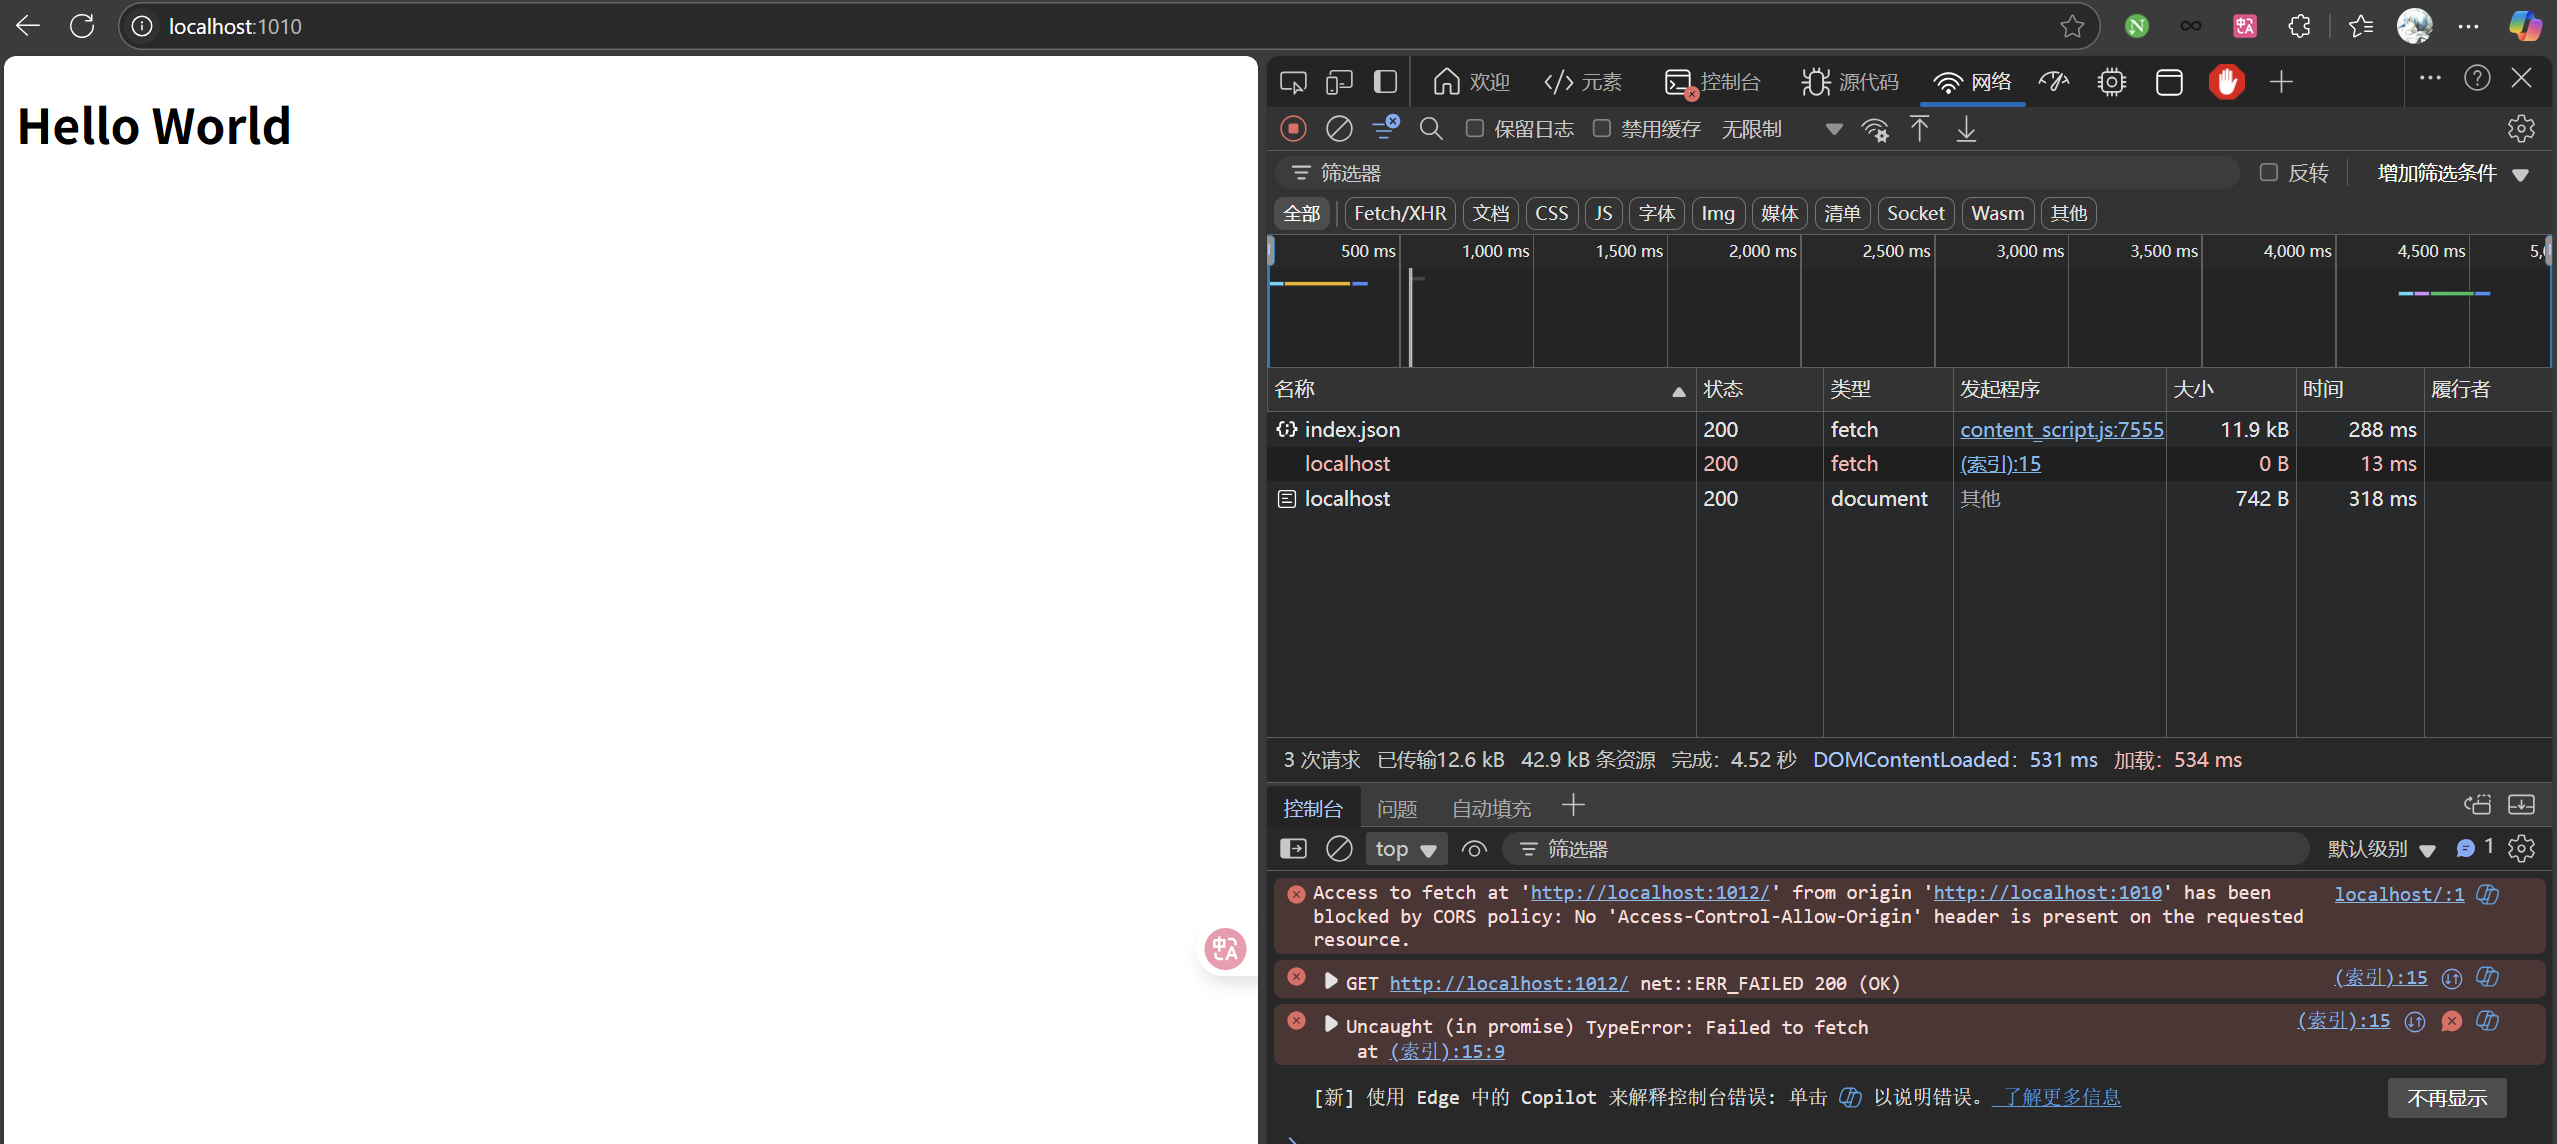 localhost:1010
Hello World
欢迎
元素
控制台
源代码
网络
保留日志
禁用缓存
无限制
筛选器
反转
增加筛选条件
全部
Fetch/XHR
文档
CSS
JS
字体
Img
媒体
清单
Socket
Wasm
其他
500 ms
1,000 ms
1,500 ms
2,000 ms
2,500 ms
3,000 ms
3,500 ms
4,000 ms
4,500 ms
名称 状态 类型 发起程序 大小 时间 履行者
index.json 200 fetch content_script.js:7555 11.9 kB 288 ms
localhost 200 fetch (索引):15 0 B 13 ms
localhost 200 document 其他 742 B 318 ms
3 次请求 已传输12.6 kB 42.9 kB 条资源 完成：4.52 秒 DOMContentLoaded：531 ms 加载：534 ms
控制台
问题
自动填充
top
筛选器
默认级别
1
Access to fetch at 'http://localhost:1012/' from origin 'http://localhost:1010' has been localhost/:1
blocked by CORS policy: No 'Access-Control-Allow-Origin' header is present on the requested
resource.
GET http://localhost:1012/ net::ERR_FAILED 200 (OK) (索引):15
Uncaught (in promise) TypeError: Failed to fetch (索引):15
at (索引):15:9
[新] 使用 Edge 中的 Copilot 来解释控制台错误: 单击 以说明错误。 了解更多信息
不再显示